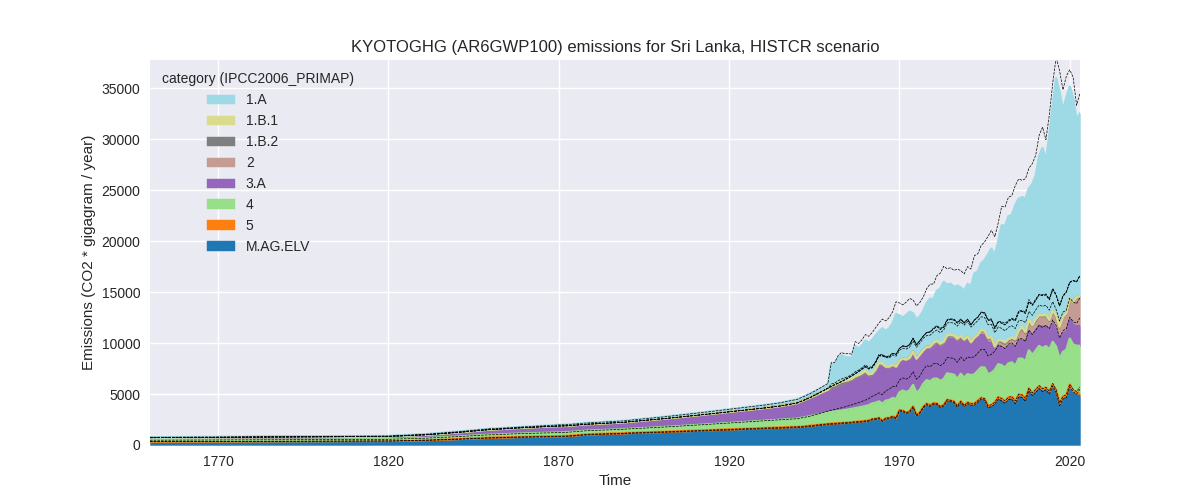 KYOTOGHG (AR6GWP100) emissions for Sri Lanka, HISTCR scenario
category (IPCC2006_PRIMAP)
1.A
1.B.1
1.B.2
2
3.A
4
5
M.AG.ELV
Emissions (CO2 * gigagram / year)
35000
30000
25000
20000
15000
10000
5000
0
1770
1820
1870
1920
1970
2020
Time